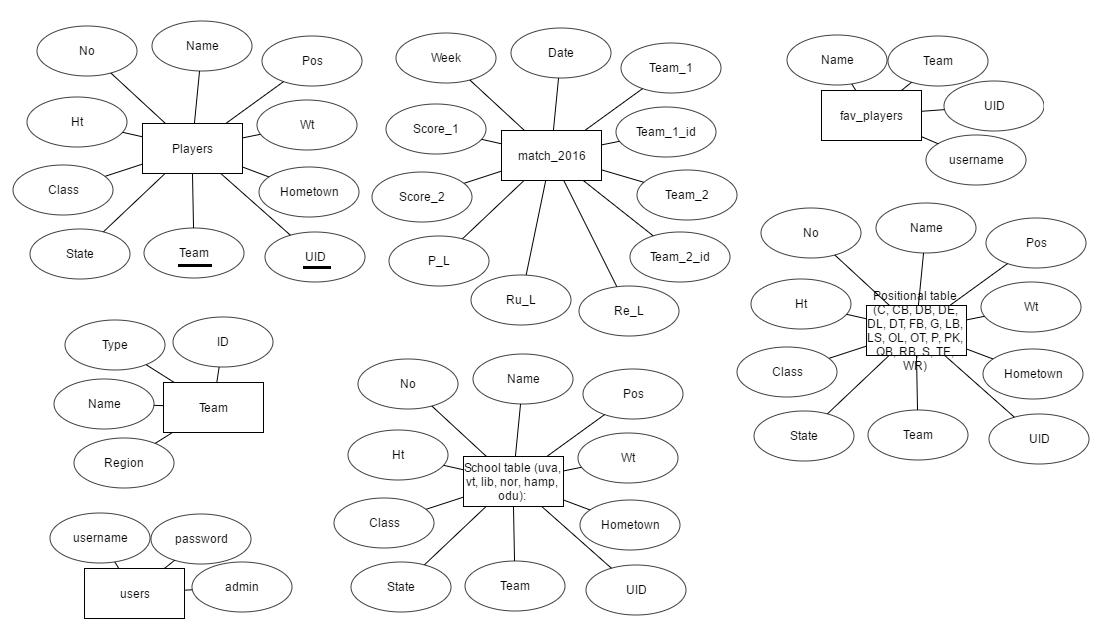 No
Name
Pos
Ht
Wt
Players
Class
Hometown
State
Team
UID
Week
Date
Team_1
Score_1
Team_1_id
match_2016
Score_2
Team_2
P_L
Team_2_id
Ru_L
Re_L
Name
Team
UID
fav_players
username
No
Name
Pos
Ht
Wt
Positional table
(C, CB, DB, DE,
DL, DT, FB, G, LB,
LS, OL, OT, P, PK,
QB, RB, S, TE,
WR)
Class
Hometown
State
Team
UID
Type
ID
Name
Team
Region
No
Name
Pos
Ht
Wt
School table (uva,
vt, lib, nor, hamp,
odu):
Class
Hometown
State
Team
UID
username
password
users
admin